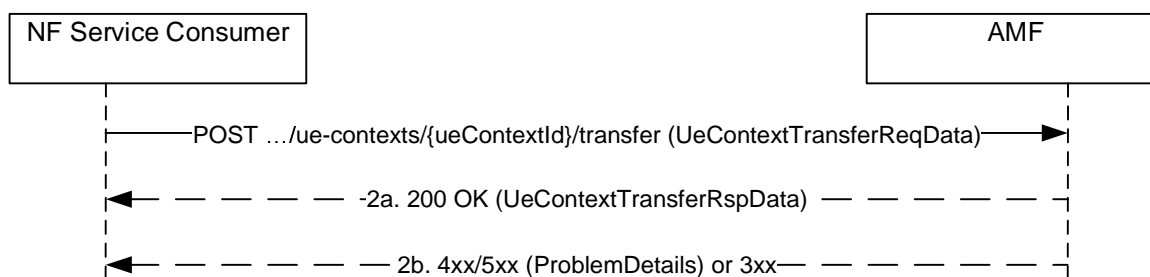 NF Service Consumer
AMF
POST …/ue-contexts/{ueContextId}/transfer (UeContextTransferReqData)
-2a. 200 OK (UeContextTransferRspData)
2b. 4xx/5xx (ProblemDetails) or 3xx